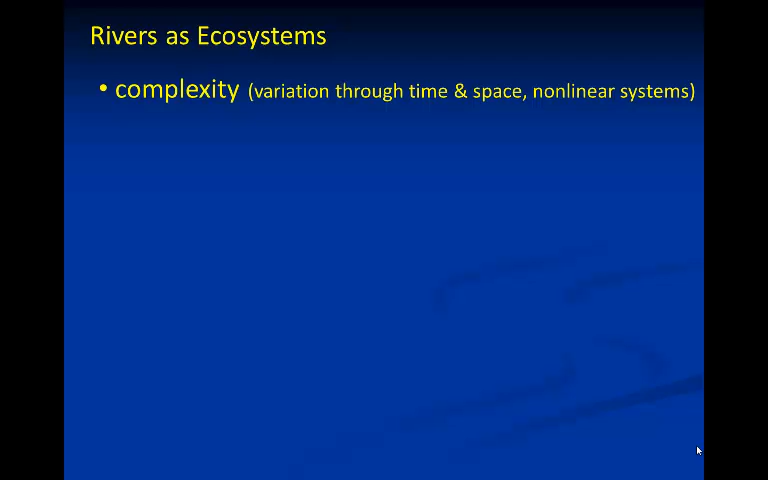 Rivers as Ecosystems
• complexity (variation through time & space, nonlinear systems)